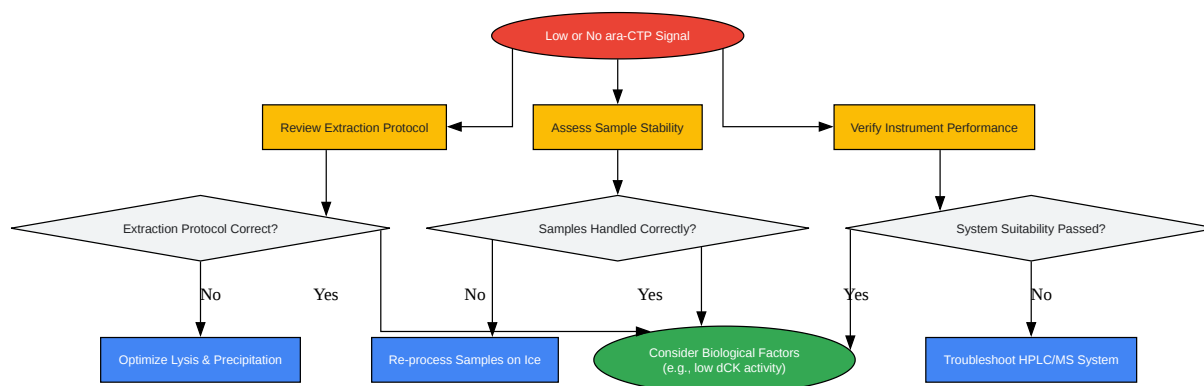 Low or No ara-CTP Signal
Review Extraction Protocol
Assess Sample Stability
Verify Instrument Performance
Extraction Protocol Correct?
Samples Handled Correctly?
System Suitability Passed?
No
Yes
No
Yes
Yes
No
Optimize Lysis & Precipitation
Re-process Samples on Ice
Consider Biological Factors
(e.g., low dCK activity)
Troubleshoot HPLC/MS System